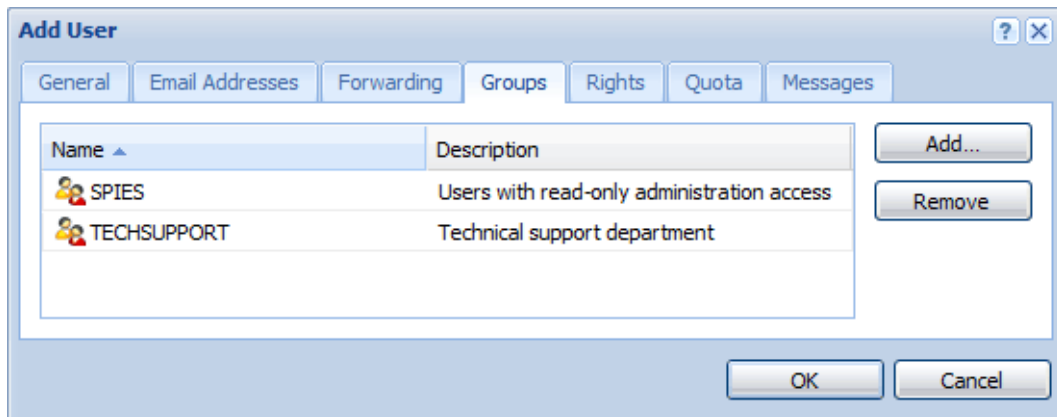 Add User
?
General Email Addresses Forwarding Groups Rights Quota Messages
Name Description
SPIES Users with read-only administration access
TECHSUPPORT Technical support department
Add...
Remove
OK Cancel